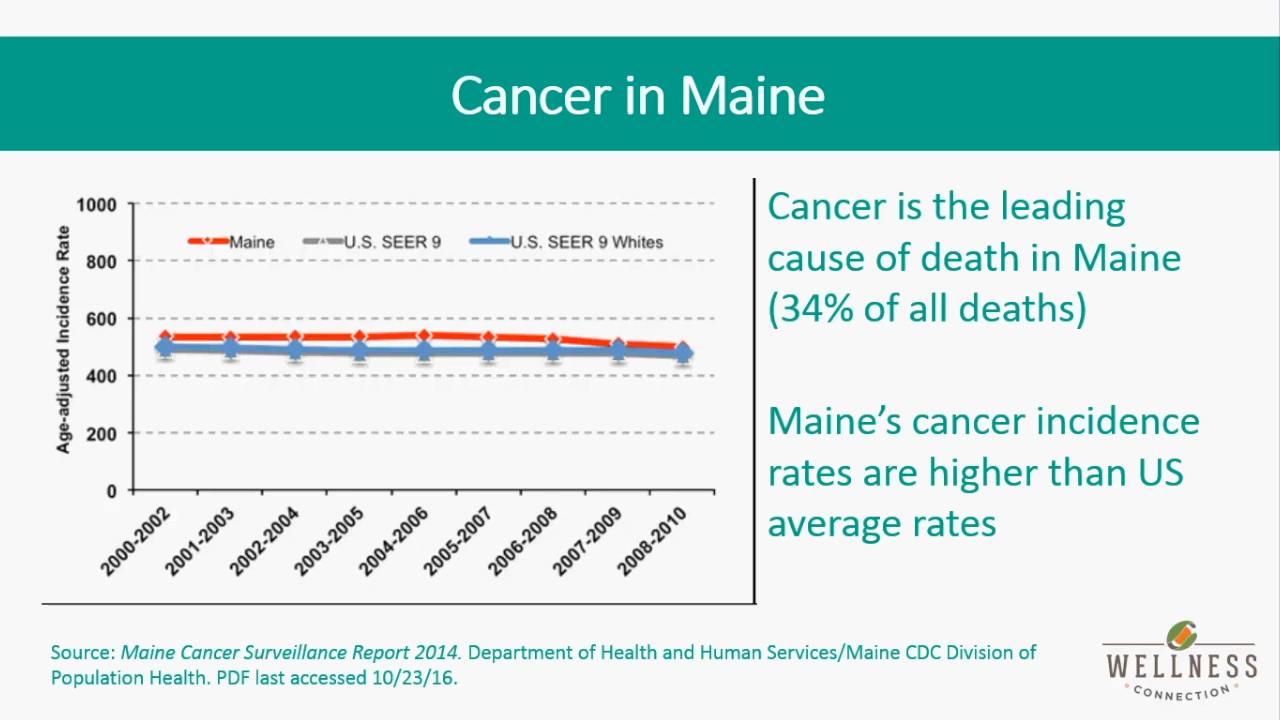 Cancer in Maine
1000
800
600
400
200
0
Age-adjusted Incidence Rate
Maine
U.S. SEER 9
U.S. SEER 9 Whites
2000-2002
2001-2003
2002-2004
2003-2005
2004-2006
2005-2007
2006-2008
2007-2009
2008-2010
Cancer is the leading
cause of death in Maine
(34% of all deaths)
Maine’s cancer incidence
rates are higher than US
average rates
Source: Maine Cancer Surveillance Report 2014. Department of Health and Human Services/Maine CDC Division of
Population Health. PDF last accessed 10/23/16.
WELLNESS
CONNECTION